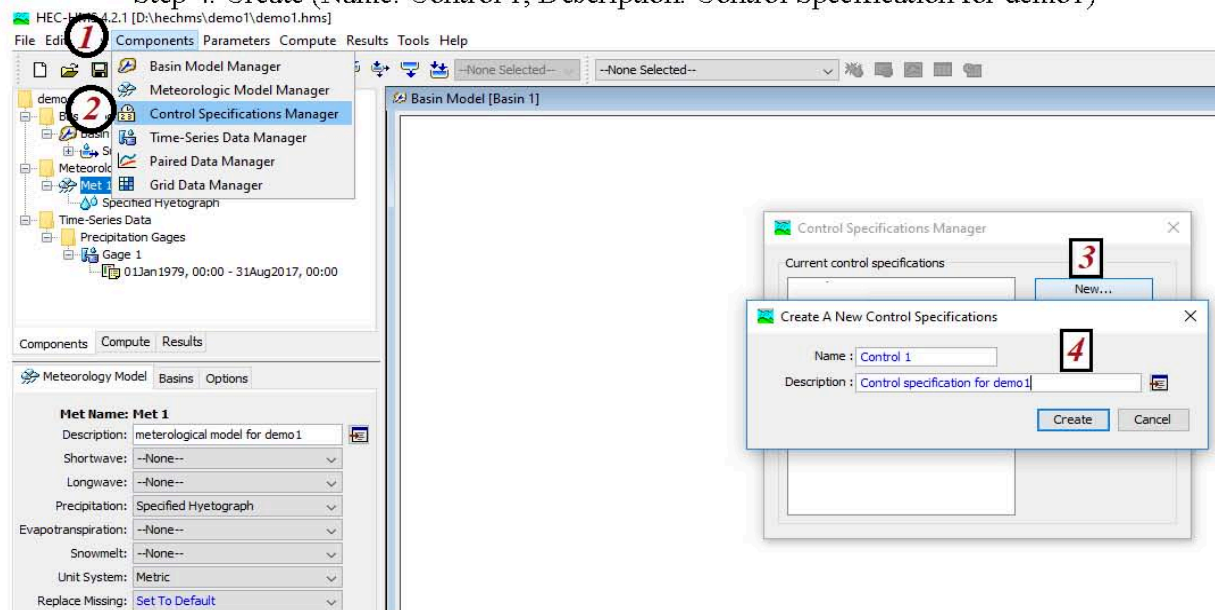 Step 4: Create (Name: Control 1, Description: Control Specification for demo1)
HEC-HMS 4.2.1 [D:\hechms\demo1\demo1.hms]
File Edi 1 Components Parameters Compute Results Tools Help
--None Selected-- --None Selected--
Basin Model Manager
Meteorologic Model Manager
2 Control Specifications Manager
Time-Series Data Manager
Paired Data Manager
Grid Data Manager
demo
Basin
Meteorolo
Met 1
Specified Hyetograph
Time-Series Data
Precipitation Gages
Gage 1
01Jan1979, 00:00 - 31Aug2017, 00:00
Components Compute Results
Basin Model [Basin 1]
Control Specifications Manager
Current control specifications
3
New...
Create A New Control Specifications
4
Name : Control 1
Description : Control specification for demo1
Create Cancel
Meteorology Model Basins Options
Met Name: Met 1
Description: meterological model for demo1
Shortwave: --None--
Longwave: --None--
Precipitation: Specified Hyetograph
Evapotranspiration: --None--
Snowmelt: --None--
Unit System: Metric
Replace Missing: Set To Default